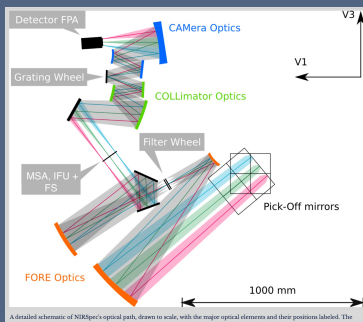 Detector FPA
V3
CAMera Optics
V1
Grating Wheel
COLLimator Optics
Filter Wheel
MSA, IFU +
FS
Pick-Off mirrors
FORE Optics
1000 mm
A detailed schematic of NIRSpec's optical path, drawn to scale, with the major optical elements and their positions labeled. The